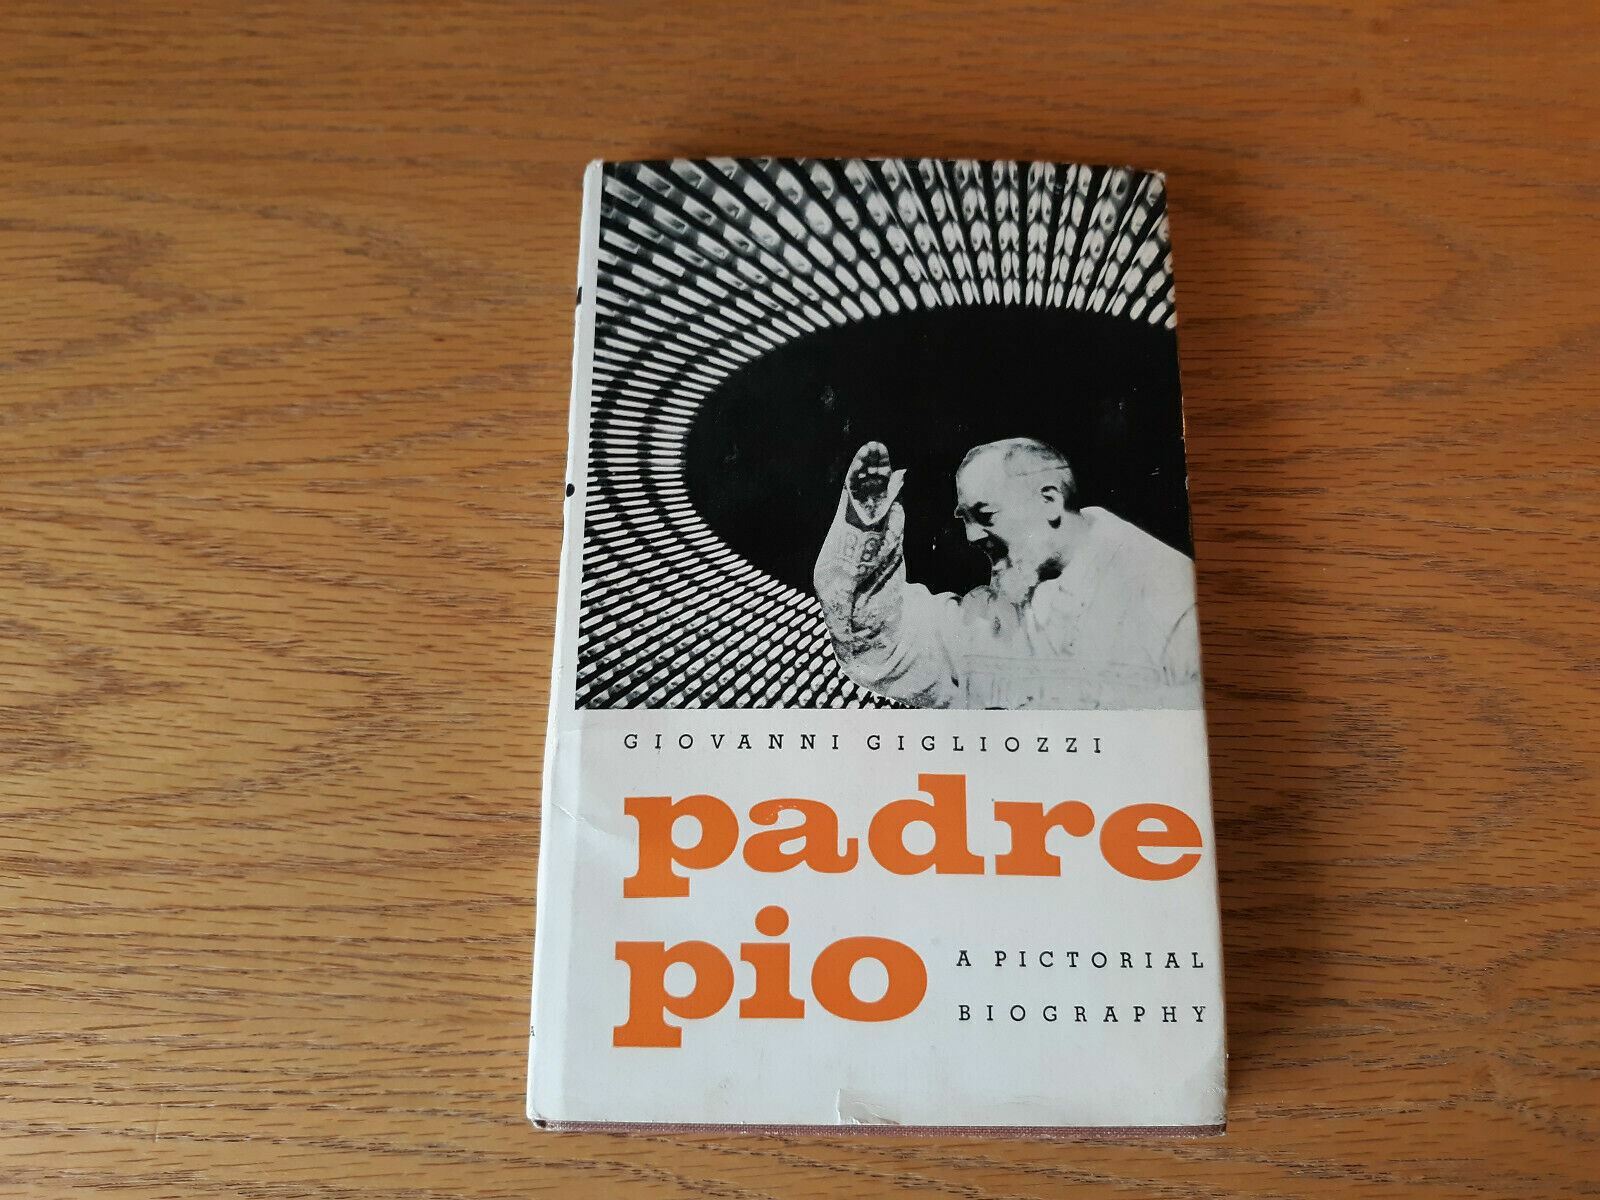 GIOVANNI GIGLIOZZI
padre
pio
A PICTORIAL
BIOGRAPHY
A